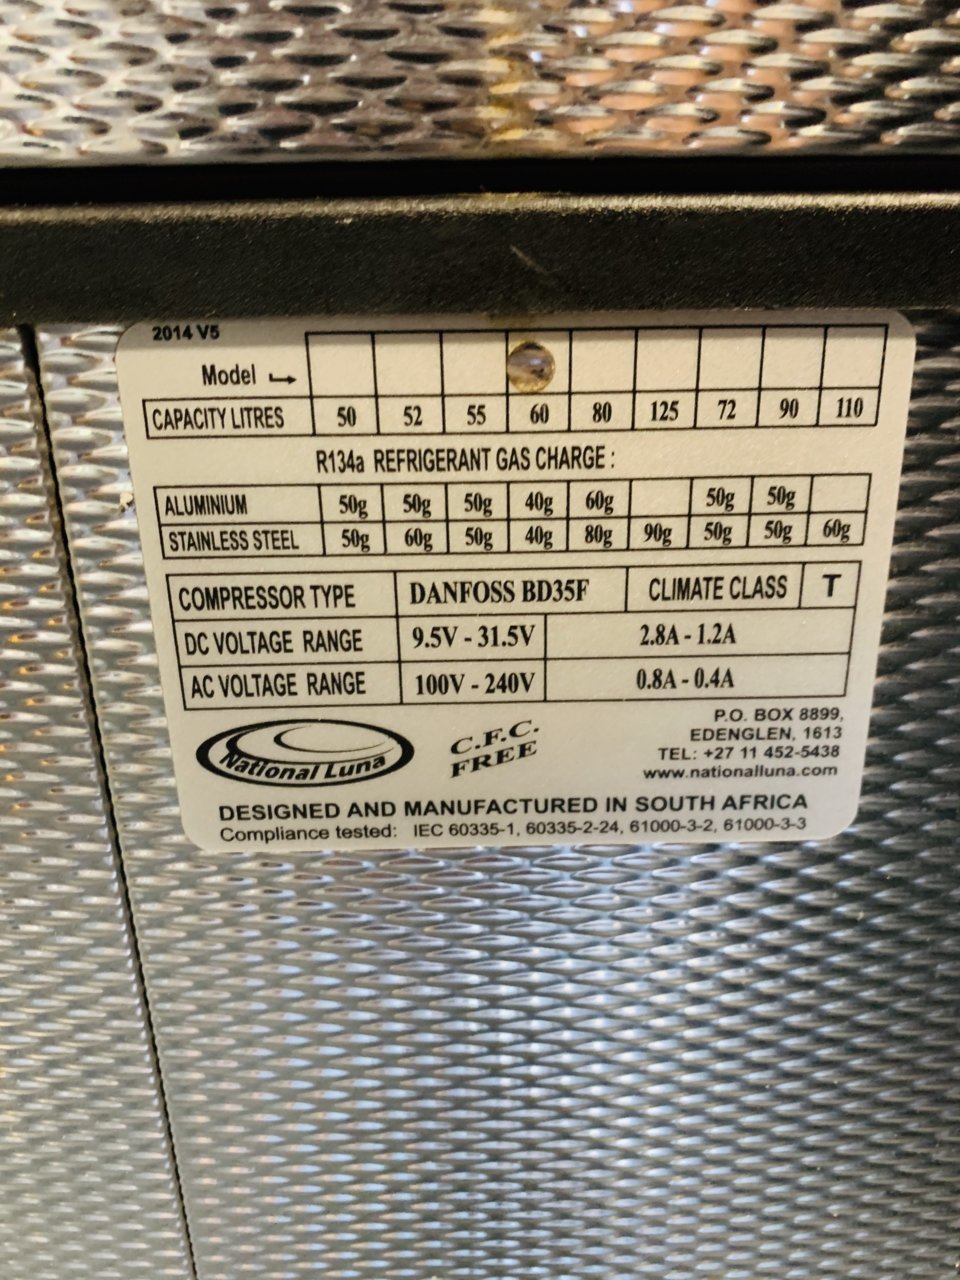 2014 V5
Model
CAPACITY LITRES 50 52 55 60 80 125 72 90 110
R134a REFRIGERANT GAS CHARGE :
ALUMINIUM 50g 50g 50g 40g 60g 50g 50g
STAINLESS STEEL 50g 60g 50g 40g 80g 90g 50g 50g 60g
COMPRESSOR TYPE DANFOSS BD35F CLIMATE CLASS T
DC VOLTAGE RANGE 9.5V - 31.5V 2.8A - 1.2A
AC VOLTAGE RANGE 100V - 240V 0.8A - 0.4A
National Luna
C.F.C.
FREE
P.O. BOX 8899,
EDENGLEN, 1613
TEL: +27 11 452-5438
www.nationalluna.com
DESIGNED AND MANUFACTURED IN SOUTH AFRICA
Compliance tested: IEC 60335-1, 60335-2-24, 61000-3-2, 61000-3-3